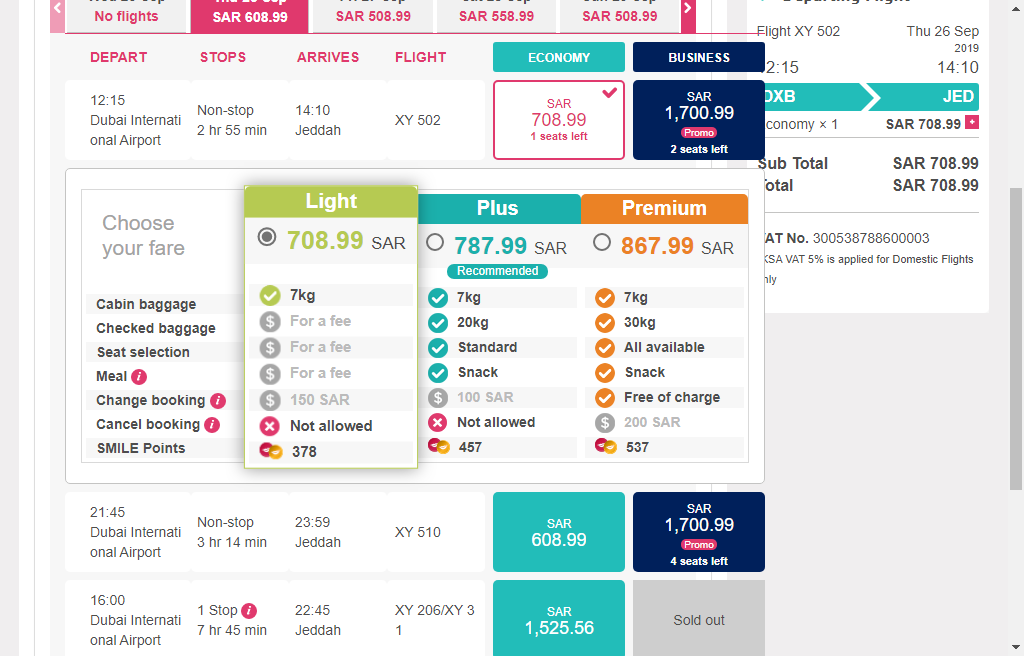 No flights
SAR 608.99
SAR 508.99
SAR 558.99
SAR 508.99
DEPART
STOPS
ARRIVES
FLIGHT
ECONOMY
BUSINESS
12:15
Dubai Internati
onal Airport
Non-stop
2 hr 55 min
14:10
Jeddah
XY 502
SAR
708.99
1 seats left
SAR
1,700.99
Promo
2 seats left
Choose
your fare
Cabin baggage
Checked baggage
Seat selection
Meal
Change booking
Cancel booking
SMILE Points
Light
708.99 SAR
7kg
For a fee
For a fee
For a fee
150 SAR
Not allowed
378
Plus
787.99 SAR
Recommended
7kg
20kg
Standard
Snack
100 SAR
Not allowed
457
Premium
867.99 SAR
7kg
30kg
All available
Snack
Free of charge
200 SAR
537
21:45
Dubai Internati
onal Airport
Non-stop
3 hr 14 min
23:59
Jeddah
XY 510
SAR
608.99
SAR
1,700.99
Promo
4 seats left
16:00
Dubai Internati
onal Airport
1 Stop
7 hr 45 min
22:45
Jeddah
XY 206/XY 3
1
SAR
1,525.56
Sold out
Flight XY 502
Thu 26 Sep
2019
12:15
14:10
DXB
JED
Economy × 1
SAR 708.99
Sub Total
SAR 708.99
Total
SAR 708.99
VAT No. 300538788600003
KSA VAT 5% is applied for Domestic Flights
only